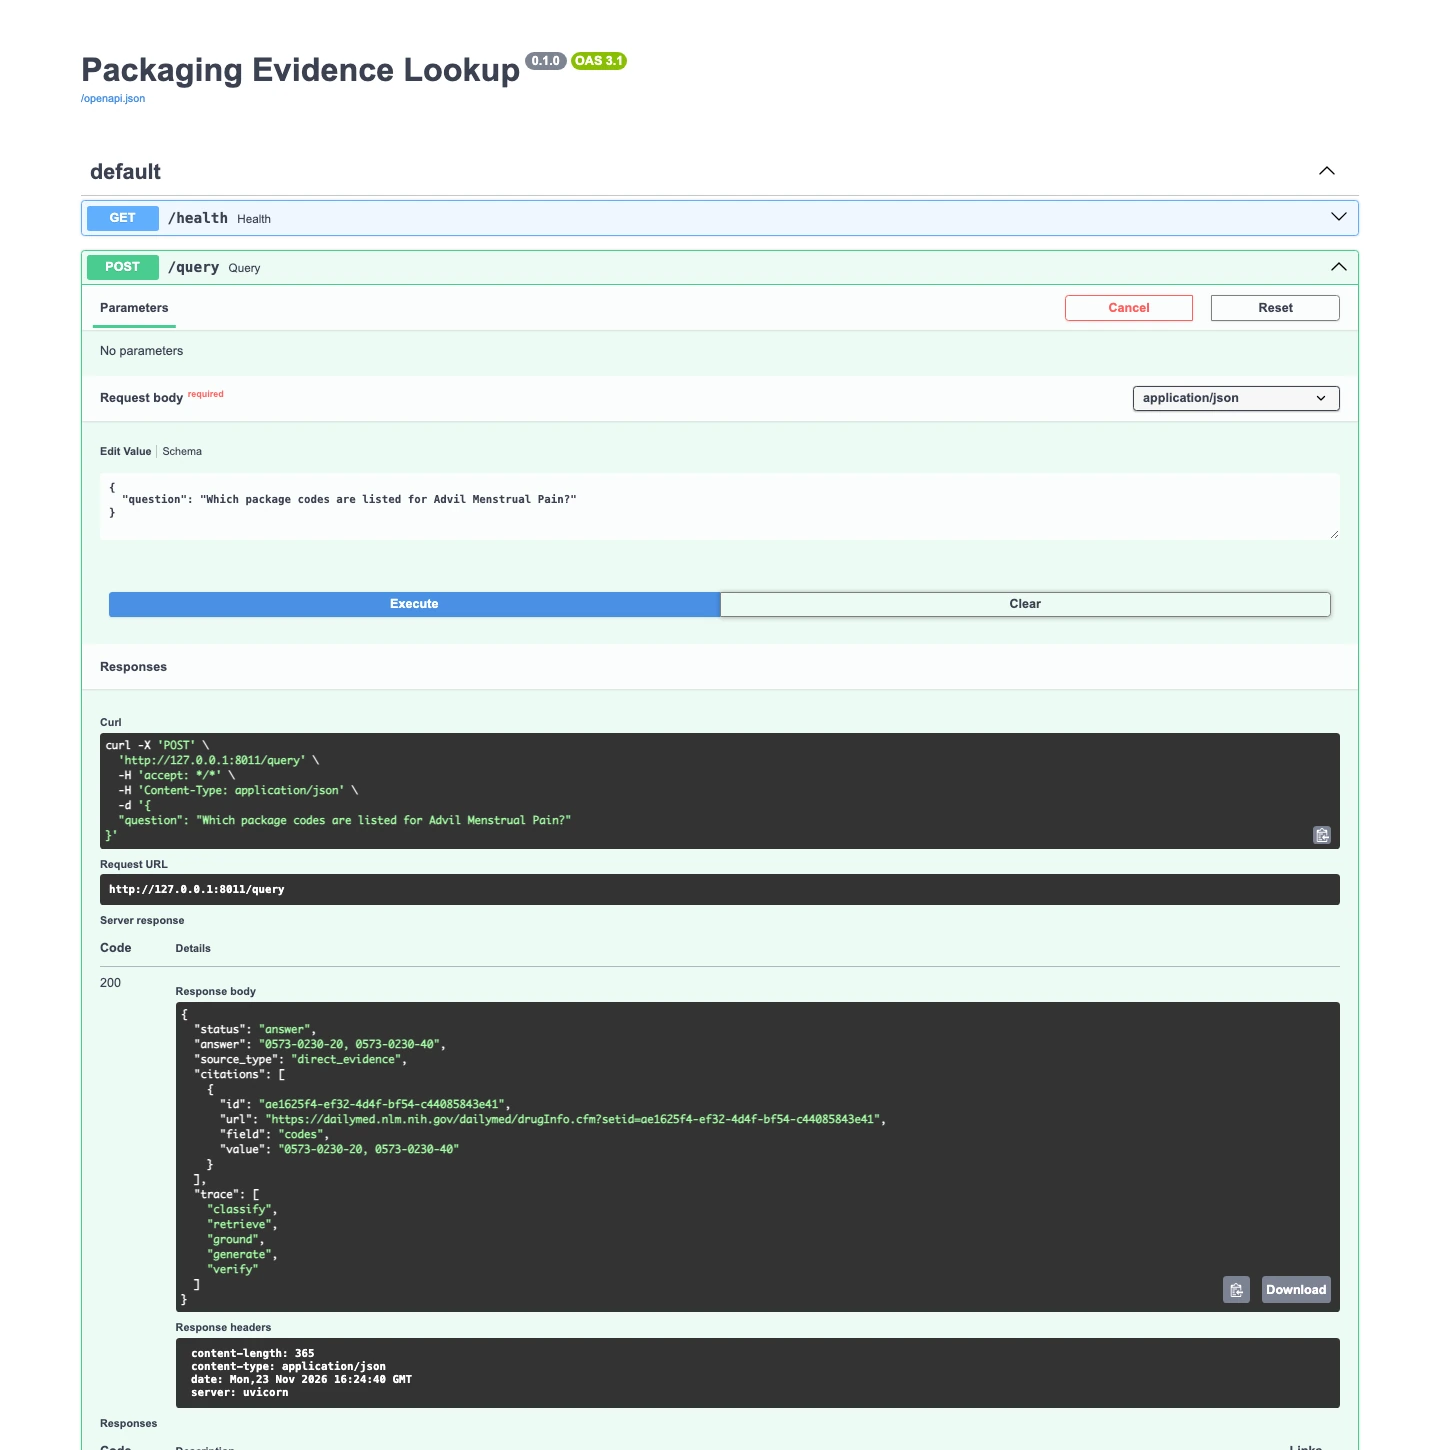 Packaging Evidence Lookup 0.1.0 OAS 3.1
/openapi.json
default
GET /health Health
POST /query Query
Parameters Cancel Reset
No parameters
Request body required application/json
Edit Value Schema
{
  "question": "Which package codes are listed for Advil Menstrual Pain?"
}
Execute Clear
Responses
Curl
curl -X 'POST' \
  'http://127.0.0.1:8011/query' \
  -H 'accept: */*' \
  -H 'Content-Type: application/json' \
  -d '{
  "question": "Which package codes are listed for Advil Menstrual Pain?"
}'
Request URL
http://127.0.0.1:8011/query
Server response
Code Details
200
Response body
{
  "status": "answer",
  "answer": "0573-0230-20, 0573-0230-40",
  "source_type": "direct_evidence",
  "citations": [
    {
      "id": "ae1625f4-ef32-4d4f-bf54-c44085843e41",
      "url": "https://dailymed.nlm.nih.gov/dailymed/drugInfo.cfm?setid=ae1625f4-ef32-4d4f-bf54-c44085843e41",
      "field": "codes",
      "value": "0573-0230-20, 0573-0230-40"
    }
  ],
  "trace": [
    "classify",
    "retrieve",
    "ground",
    "generate",
    "verify"
  ]
}
Download
Response headers
content-length: 365
content-type: application/json
date: Mon,23 Nov 2026 16:24:40 GMT
server: uvicorn
Responses
Code Description Links